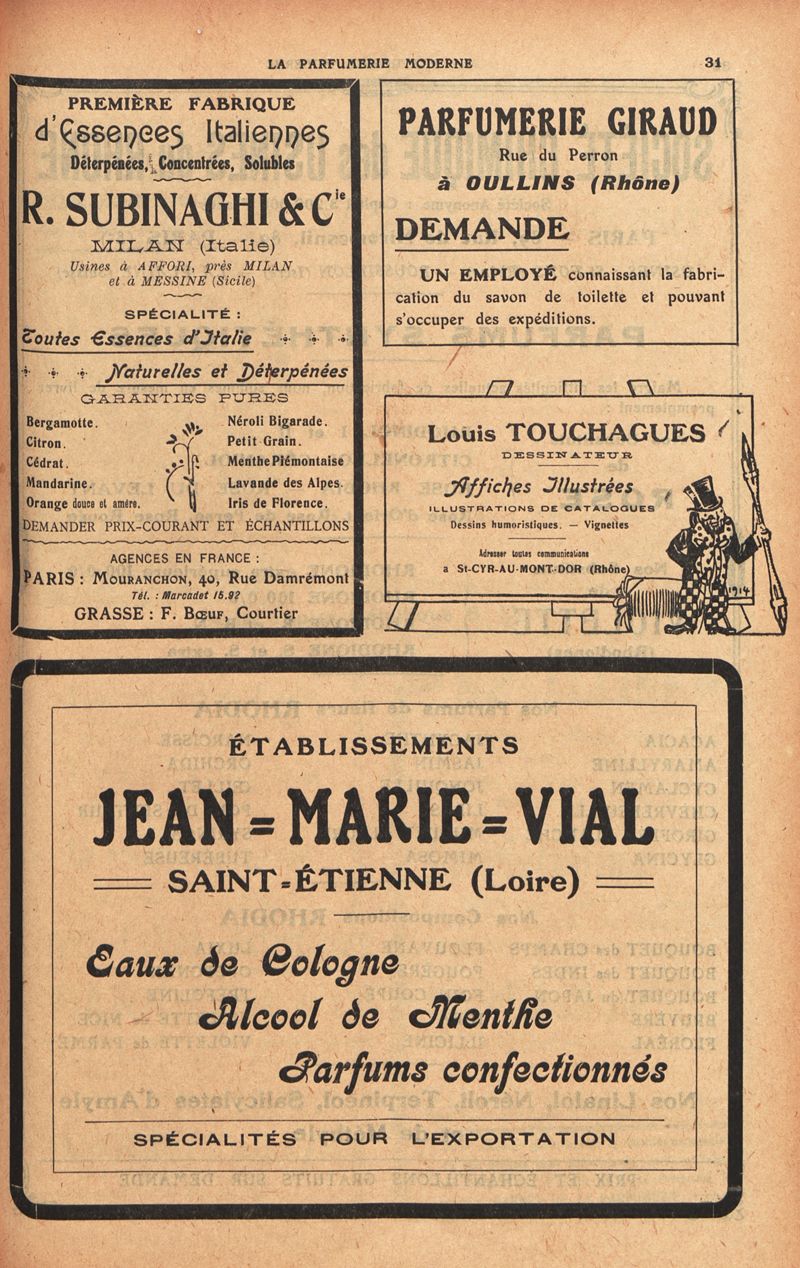 LA PARFUMERIE MODERNE
31
PREMIÈRE FABRIQUE
d'Essences Italiennes
Déterpénées, Concentrées, Solubles
R. SUBINAGHI & Cie
MILAN (Italie)
Usines à AFFORI, près MILAN
et à MESSINE (Sicile)
SPÉCIALITÉ :
Toutes Essences d'Italie
Naturelles et Déterpénées
GARANTIES PURES
Bergamotte.
Citron.
Cédrat.
Mandarine.
Orange douce et amère.
Néroli Bigarade.
Petit Grain.
Menthe Piémontaise
Lavande des Alpes.
Iris de Florence.
DEMANDER PRIX-COURANT ET ÉCHANTILLONS
AGENCES EN FRANCE :
PARIS : MOURANCHON, 40, Rue Damrémont
Tél. : Marcadet 15.92
GRASSE : F. BŒUF, Courtier
PARFUMERIE GIRAUD
Rue du Perron
à OULLINS (Rhône)
DEMANDE
UN EMPLOYÉ connaissant la fabri-
cation du savon de toilette et pouvant
s'occuper des expéditions.
Louis TOUCHAGUES
DESSINATEUR
Affiches Illustrées
ILLUSTRATIONS DE CATALOGUES
Dessins humoristiques. — Vignettes
Adresser toutes communications
a St-CYR-AU-MONT-DOR (Rhône)
1914
ÉTABLISSEMENTS
JEAN=MARIE=VIAL
SAINT-ÉTIENNE (Loire)
Eaux de Cologne
Alcool de Menthe
Parfums confectionnés
SPÉCIALITÉS POUR L'EXPORTATION